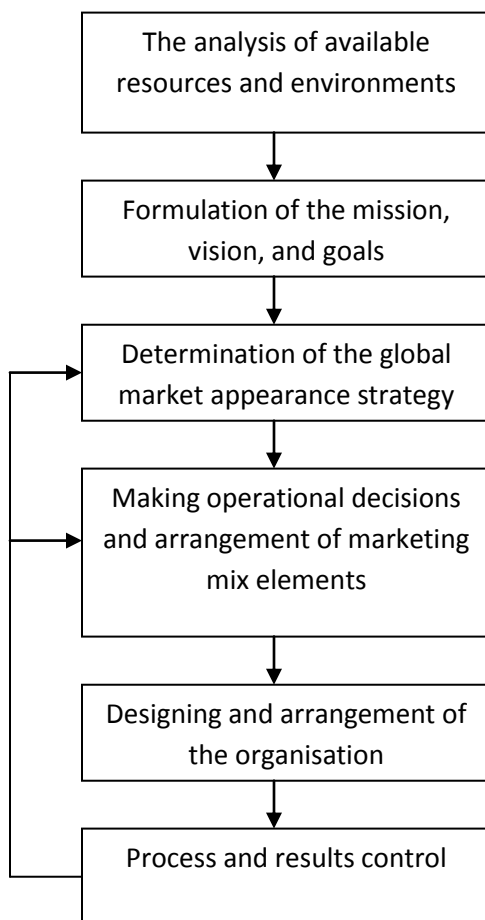 The analysis of available
resources and environments
Formulation of the mission,
vision, and goals
Determination of the global
market appearance strategy
Making operational decisions
and arrangement of marketing
mix elements
Designing and arrangement of
the organisation
Process and results control